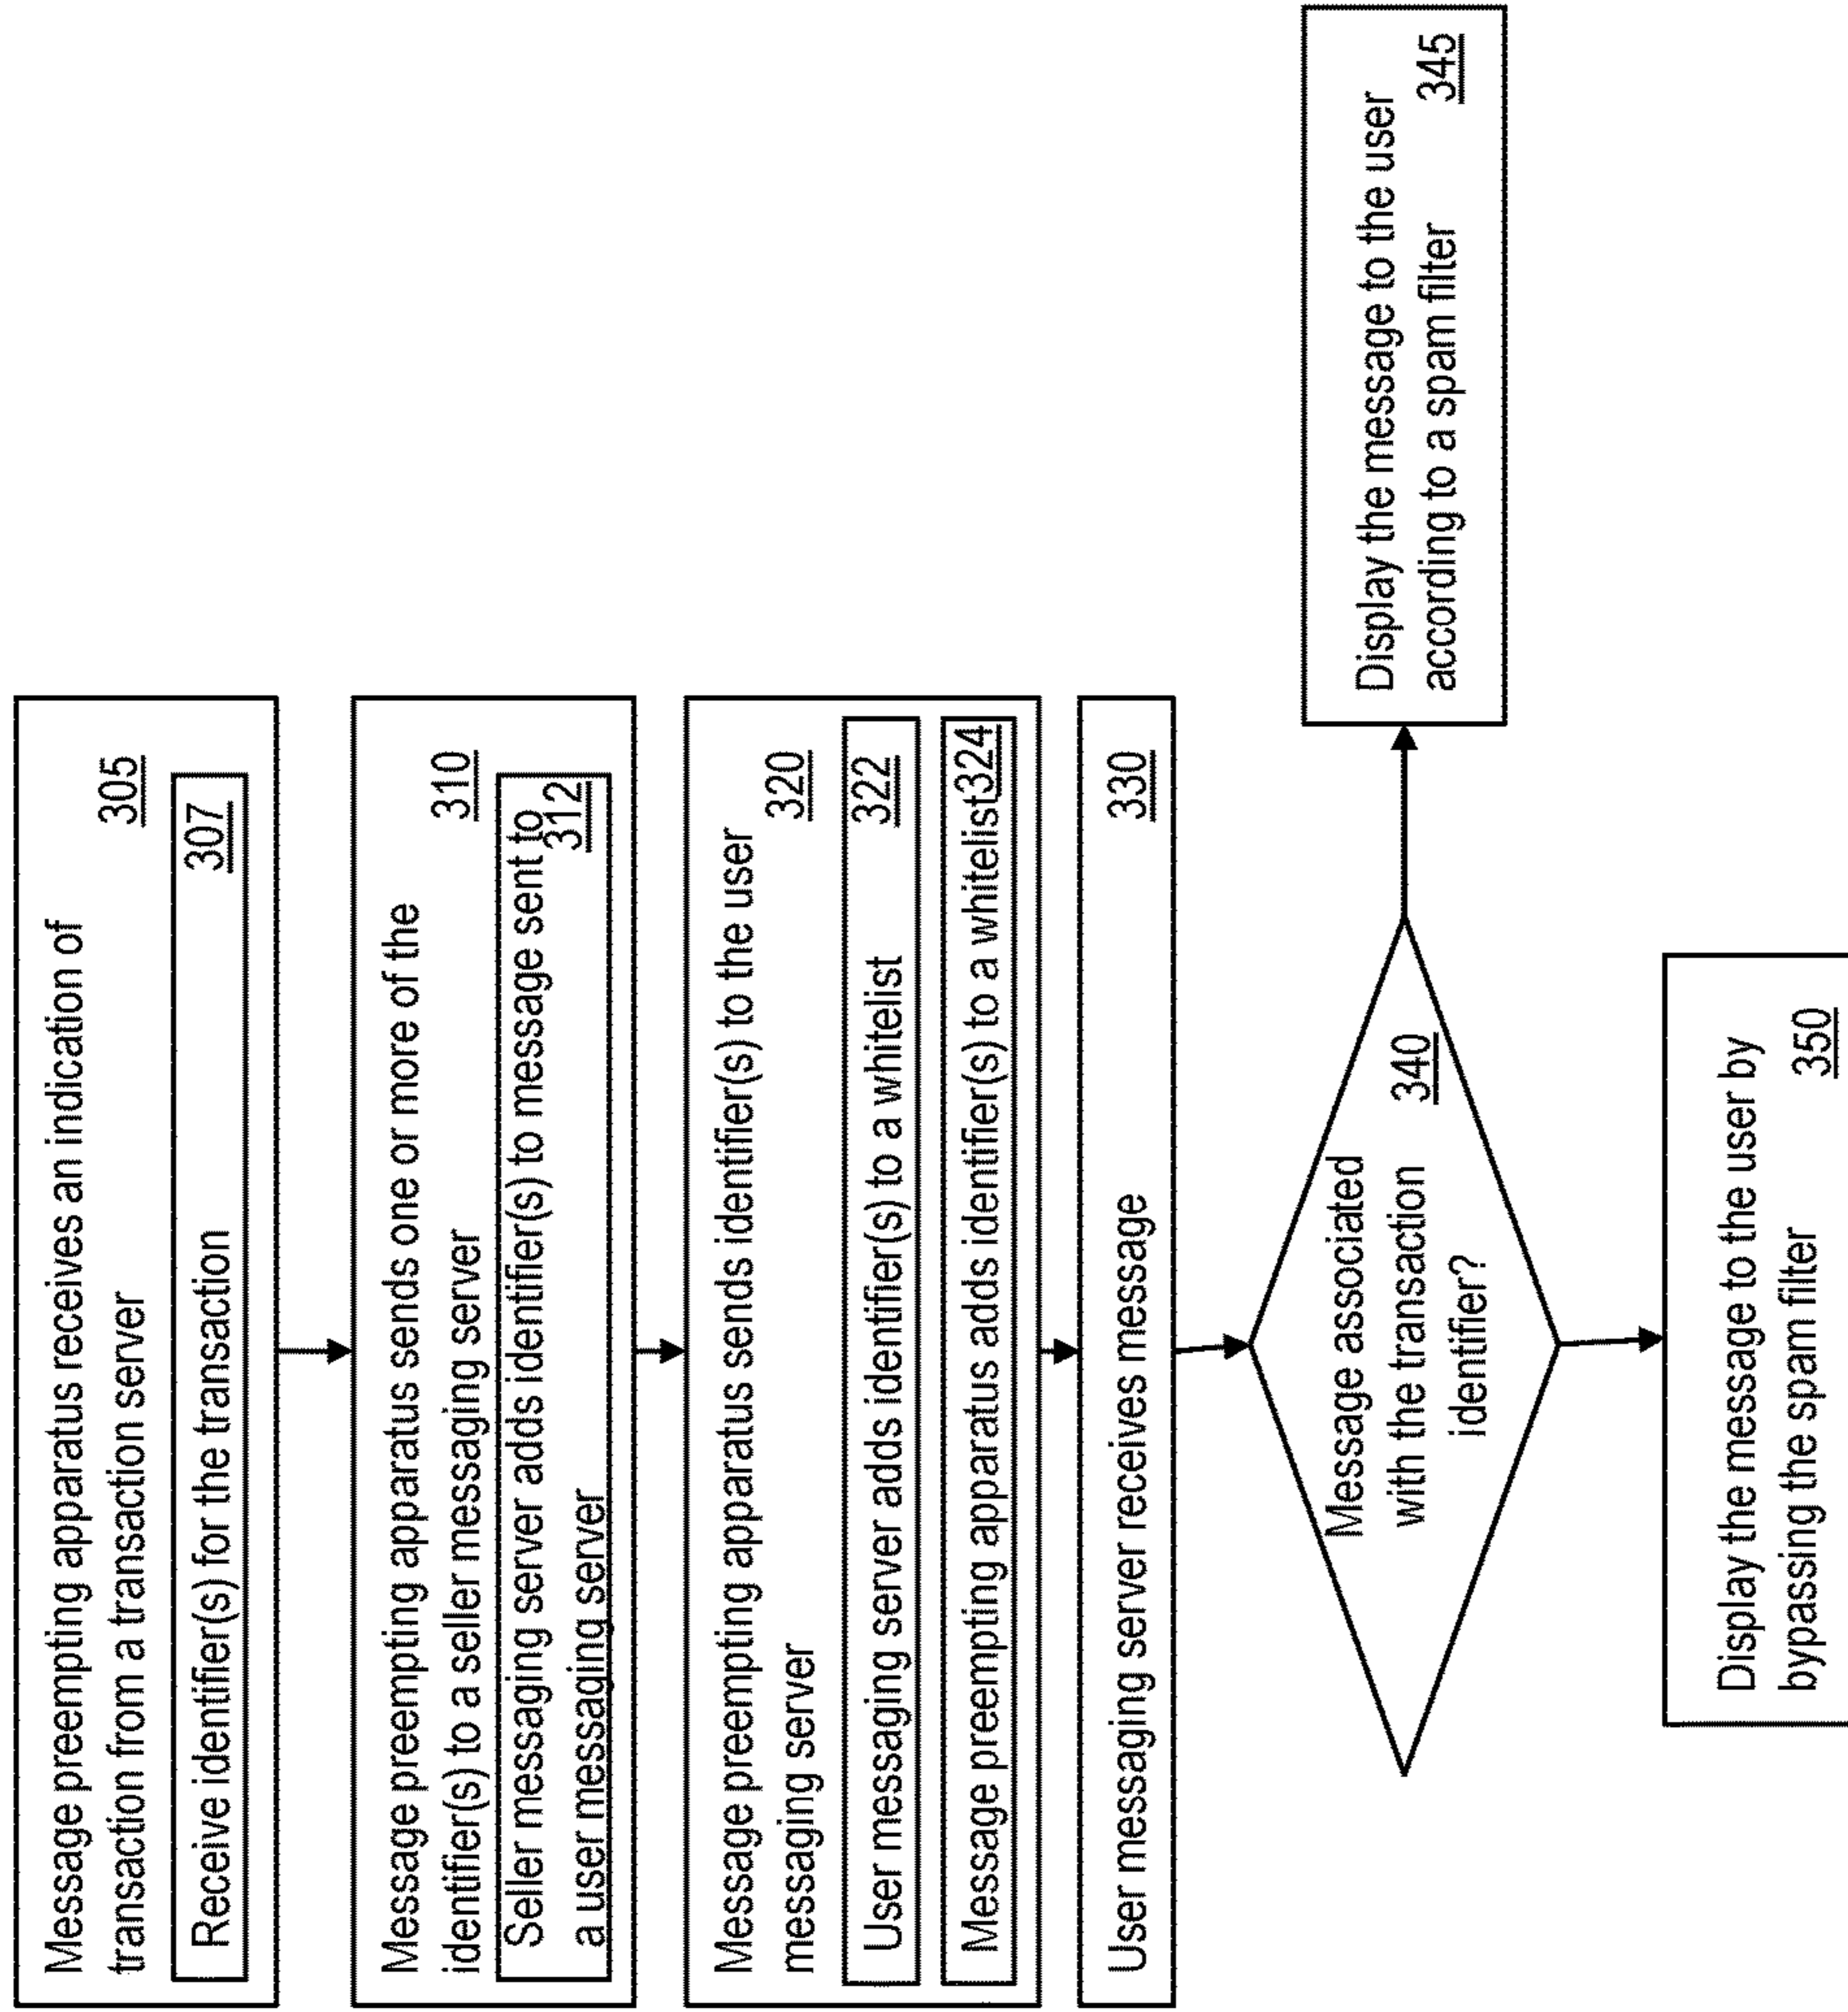 Message preempting apparatus receives an indication of
transaction from a transaction server 305
Receive identifier(s) for the transaction 307
Message preempting apparatus sends one or more of the
identifier(s) to a seller messaging server 310
Seller messaging server adds identifier(s) to message sent to
a user messaging server 312
Message preempting apparatus sends identifier(s) to the user
messaging server 320
User messaging server adds identifier(s) to a whitelist 322
Message preempting apparatus adds identifier(s) to a whitelist 324
User messaging server receives message 330
Message associated
with the transaction 340
identifier?
Display the message to the user
according to a spam filter 345
Display the message to the user by
bypassing the spam filter 350